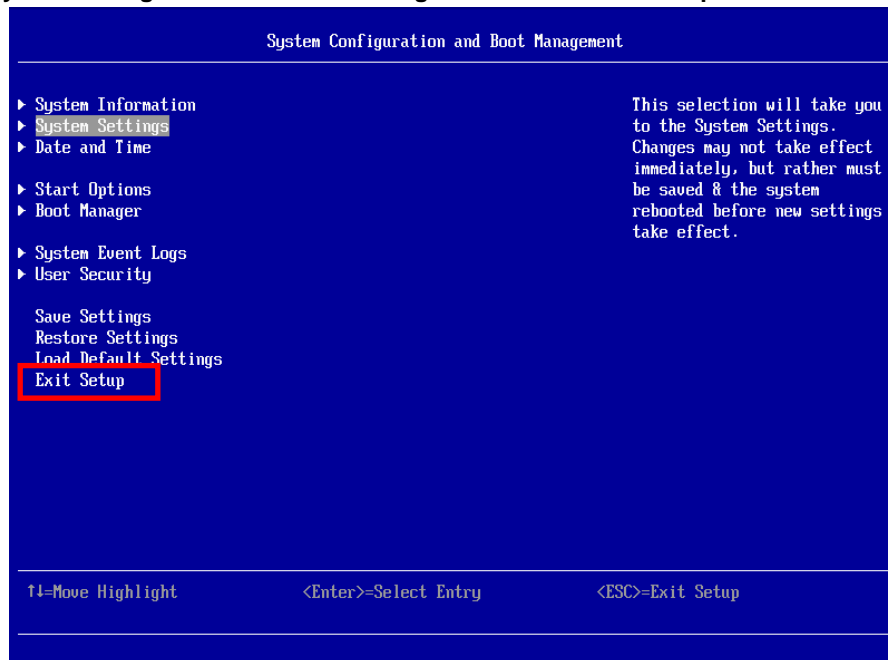 System Configuration and Boot Management
▶ System Information
▶ System Settings
▶ Date and Time
▶ Start Options
▶ Boot Manager
▶ System Event Logs
▶ User Security
Save Settings
Restore Settings
Load Default Settings
Exit Setup
This selection will take you
to the System Settings.
Changes may not take effect
immediately, but rather must
be saved & the system
rebooted before new settings
take effect.
↑↓=Move Highlight <Enter>=Select Entry <ESC>=Exit Setup